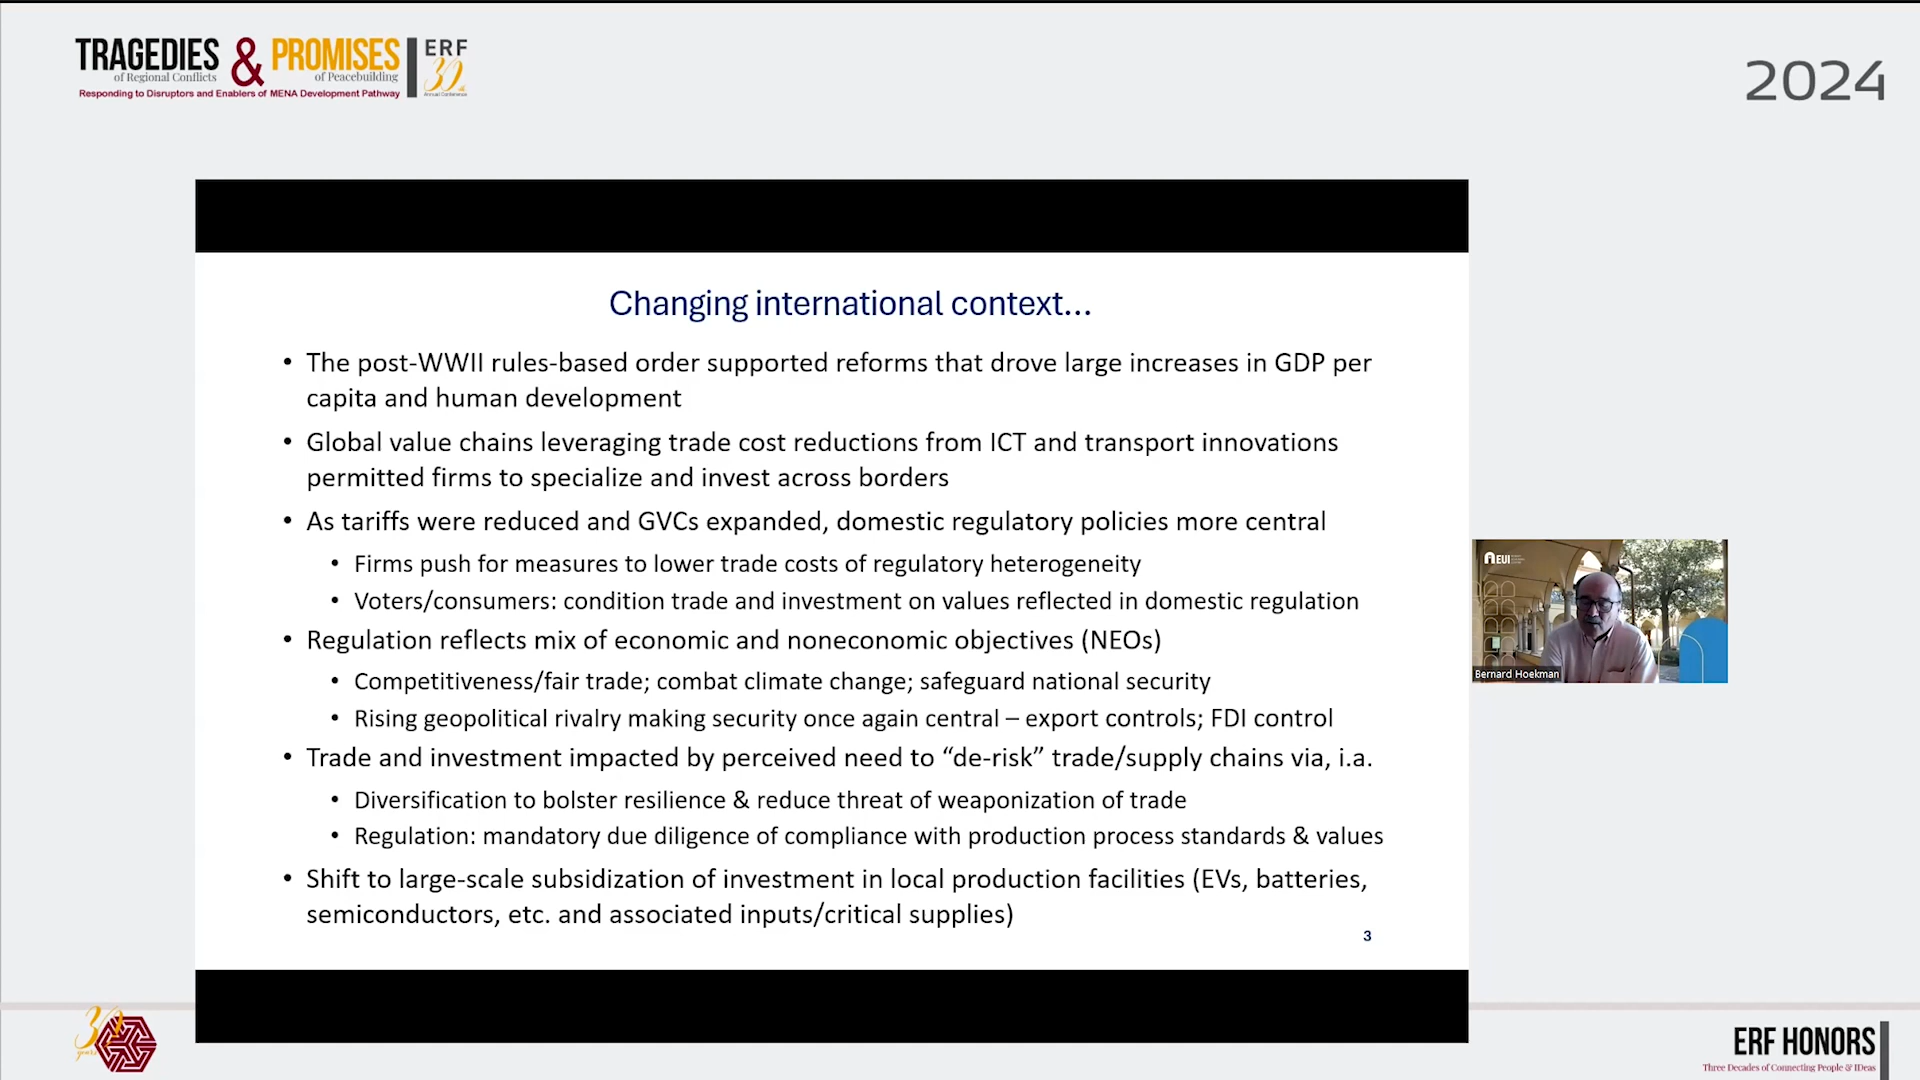 TRAGEDIES & PROMISES
of Regional Conflicts of Peacebuilding
Responding to Disruptors and Enablers of MENA Development Pathway
ERF
30th
Annual Conference
2024
Changing international context...
• The post-WWII rules-based order supported reforms that drove large increases in GDP per
capita and human development
• Global value chains leveraging trade cost reductions from ICT and transport innovations
permitted firms to specialize and invest across borders
• As tariffs were reduced and GVCs expanded, domestic regulatory policies more central
• Firms push for measures to lower trade costs of regulatory heterogeneity
• Voters/consumers: condition trade and investment on values reflected in domestic regulation
• Regulation reflects mix of economic and noneconomic objectives (NEOs)
• Competitiveness/fair trade; combat climate change; safeguard national security
• Rising geopolitical rivalry making security once again central – export controls; FDI control
• Trade and investment impacted by perceived need to “de-risk” trade/supply chains via, i.a.
• Diversification to bolster resilience & reduce threat of weaponization of trade
• Regulation: mandatory due diligence of compliance with production process standards & values
• Shift to large-scale subsidization of investment in local production facilities (EVs, batteries,
semiconductors, etc. and associated inputs/critical supplies)
3
EUI
Bernard Hoekman
30
years
ERF HONORS
Three Decades of Connecting People & IDeas